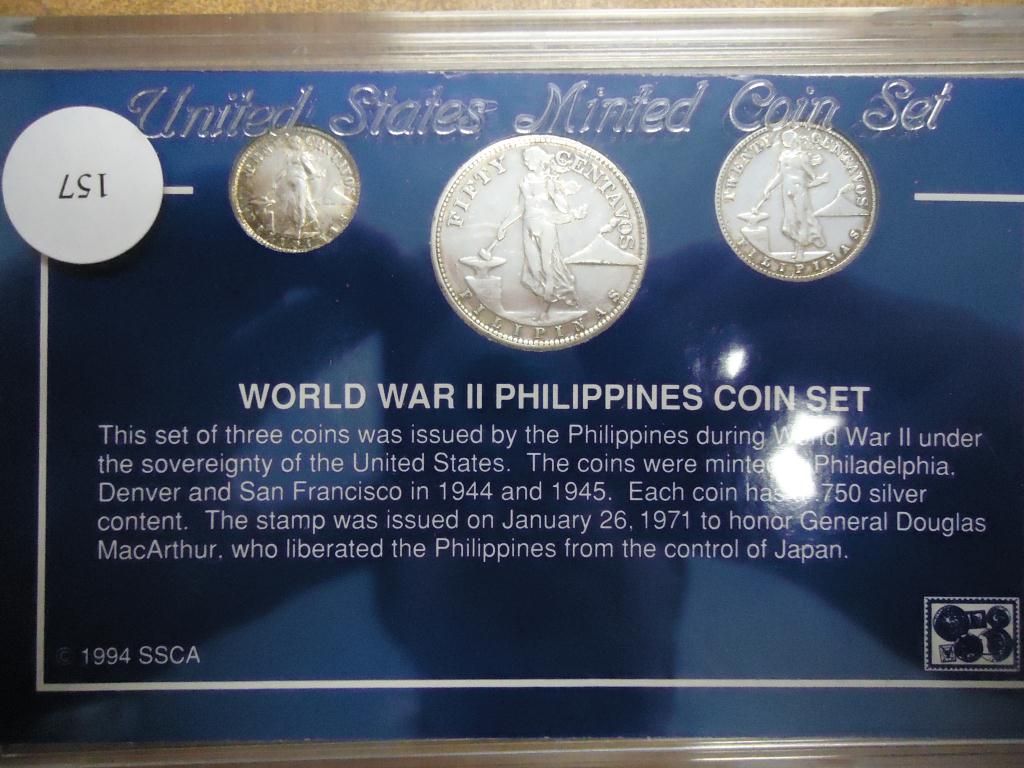 United States Minted Coin Set
157
FIFTY CENTAVOS
FILIPINAS
TWENTY CENTAVOS
FILIPINAS
WORLD WAR II PHILIPPINES COIN SET
This set of three coins was issued by the Philippines during World War II under
the sovereignty of the United States. The coins were minted Philadelphia,
Denver and San Francisco in 1944 and 1945. Each coin has .750 silver
content. The stamp was issued on January 26, 1971 to honor General Douglas
MacArthur, who liberated the Philippines from the control of Japan.
© 1994 SSCA